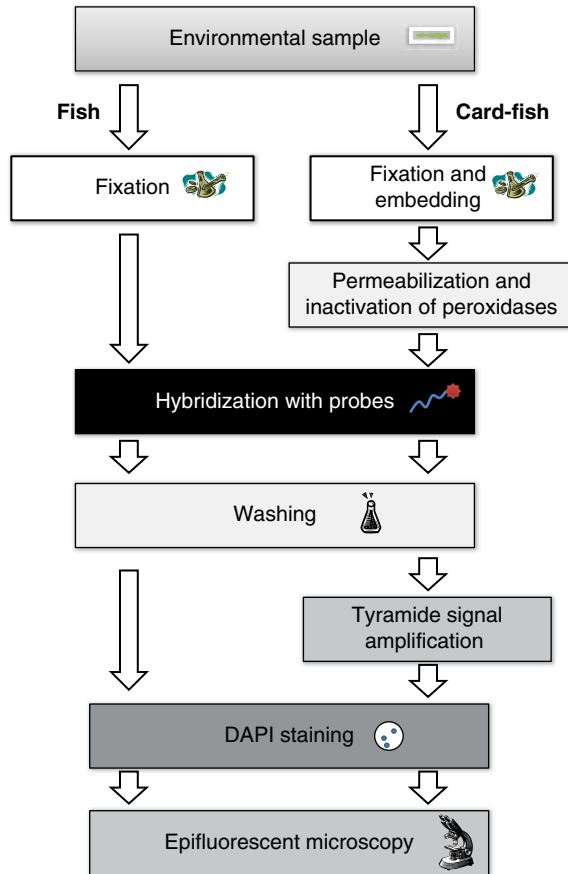 Environmental sample
Fish
Card-fish
Fixation
Fixation and
embedding
Permeabilization and
inactivation of peroxidases
Hybridization with probes
Washing
Tyramide signal
amplification
DAPI staining
Epifluorescent microscopy